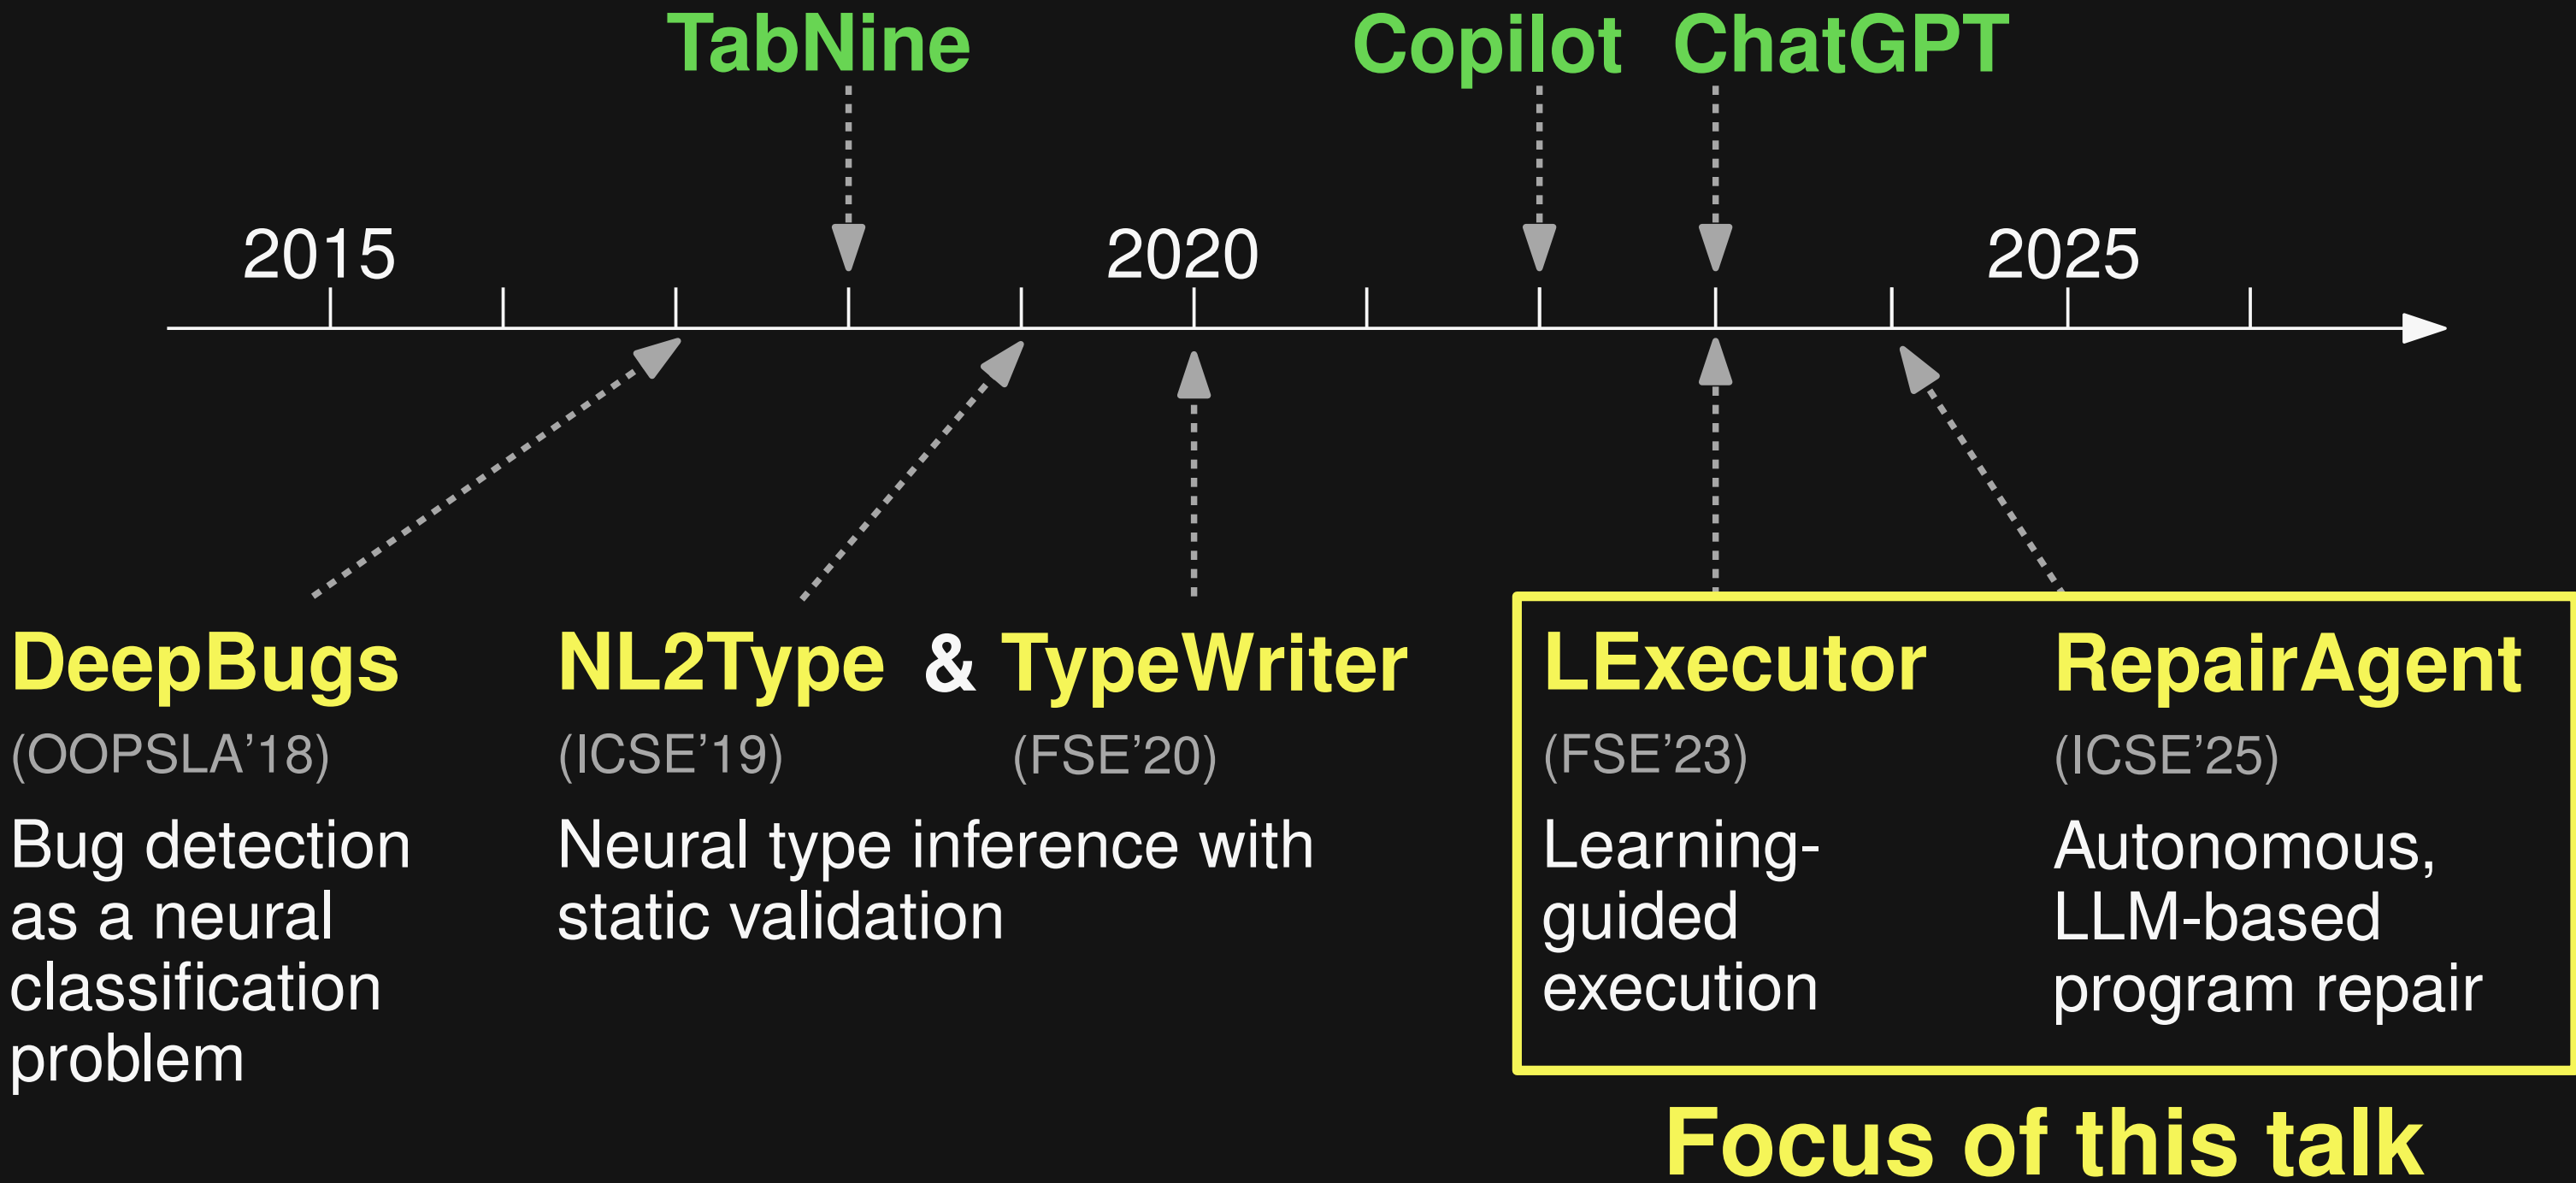 TabNine
Copilot
ChatGPT
2015
2020
2025
DeepBugs
(OOPSLA’18)
Bug detection
as a neural
classification
problem
NL2Type & TypeWriter
(ICSE’19)
(FSE’20)
Neural type inference with
static validation
LExecutor
(FSE’23)
Learning-
guided
execution
RepairAgent
(ICSE’25)
Autonomous,
LLM-based
program repair
Focus of this talk